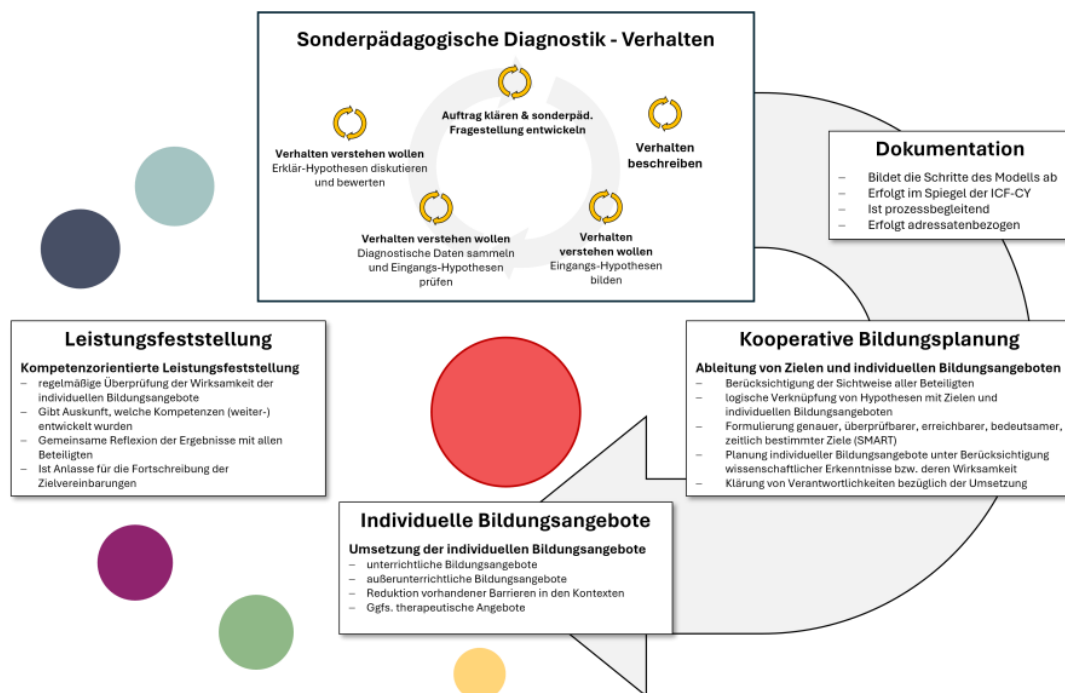 Sonderpädagogische Diagnostik - Verhalten
Auftrag klären & sonderpäd.
Fragestellung entwickeln
Verhalten
beschreiben
Verhalten
verstehen wollen
Eingangs-Hypothesen
bilden
Verhalten verstehen wollen
Diagnostische Daten sammeln
und Eingangs-Hypothesen
prüfen
Verhalten verstehen wollen
Erklär-Hypothesen diskutieren
und bewerten
Dokumentation
– Bildet die Schritte des Modells ab
– Erfolgt im Spiegel der ICF-CY
– Ist prozessbegleitend
– Erfolgt adressatenbezogen
Kooperative Bildungsplanung
Ableitung von Zielen und individuellen Bildungsangeboten
– Berücksichtigung der Sichtweise aller Beteiligten
– logische Verknüpfung von Hypothesen mit Zielen und
individuellen Bildungsangeboten
– Formulierung genauer, überprüfbarer, erreichbarer, bedeutsamer,
zeitlich bestimmter Ziele (SMART)
– Planung individueller Bildungsangebote unter Berücksichtigung
wissenschaftlicher Erkenntnisse bzw. deren Wirksamkeit
– Klärung von Verantwortlichkeiten bezüglich der Umsetzung
Individuelle Bildungsangebote
Umsetzung der individuellen Bildungsangebote
– unterrichtliche Bildungsangebote
– außerunterrichtliche Bildungsangebote
– Reduktion vorhandener Barrieren in den Kontexten
– Ggfs. therapeutische Angebote
Leistungsfeststellung
Kompetenzorientierte Leistungsfeststellung
– regelmäßige Überprüfung der Wirksamkeit der
individuellen Bildungsangebote
– Gibt Auskunft, welche Kompetenzen (weiter-)
entwickelt wurden
– Gemeinsame Reflexion der Ergebnisse mit allen
Beteiligten
– Ist Anlasse für die Fortschreibung der
Zielvereinbarungen